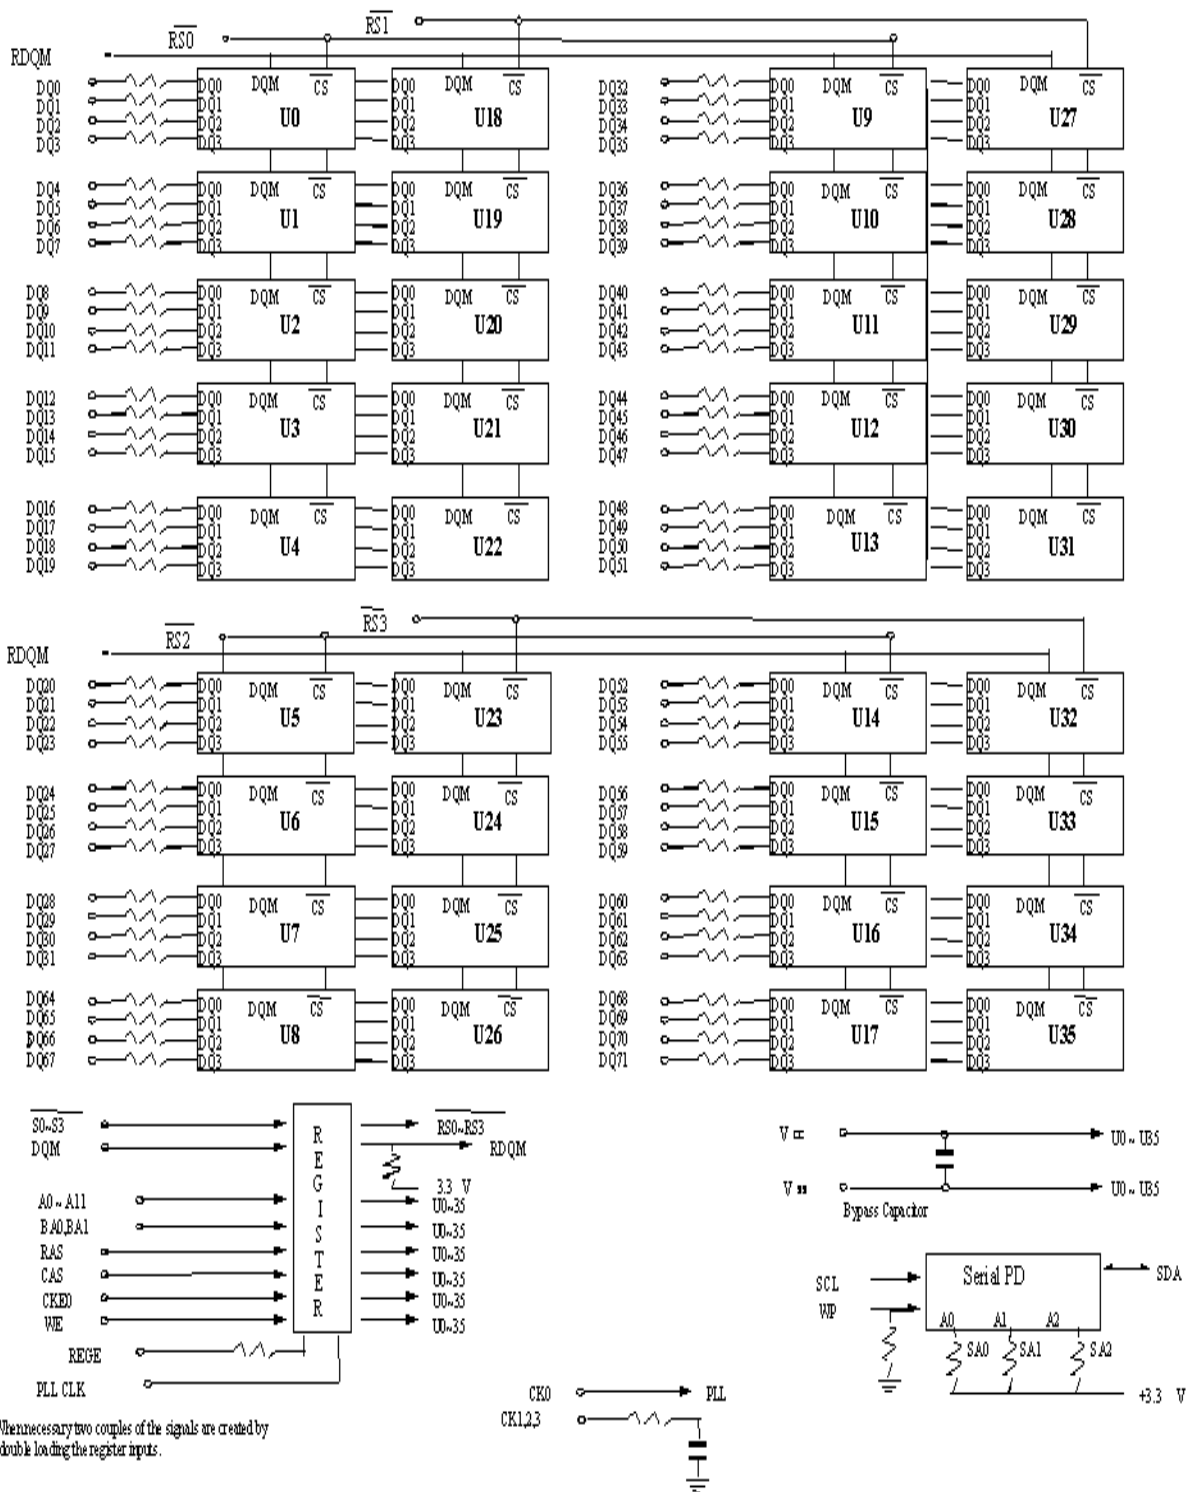 RS1
RS0
RDQM
DQ0 DQ0 DQM CS DQ0 DQM CS DQ32 DQ0 DQM CS DQ0 DQM CS
DQ1 DQ1 U0 DQ1 U18 DQ33 DQ1 U9 DQ1 U27
DQ2 DQ2 DQ2 DQ34 DQ2 DQ2
DQ3 DQ3 DQ3 DQ35 DQ3 DQ3
DQ4 DQ0 DQM CS DQ0 DQM CS DQ36 DQ0 DQM CS DQ0 DQM CS
DQ5 DQ1 U1 DQ1 U19 DQ37 DQ1 U10 DQ1 U28
DQ6 DQ2 DQ2 DQ38 DQ2 DQ2
DQ7 DQ3 DQ3 DQ39 DQ3 DQ3
DQ8 DQ0 DQM CS DQ0 DQM CS DQ40 DQ0 DQM CS DQ0 DQM CS
DQ9 DQ1 U2 DQ1 U20 DQ41 DQ1 U11 DQ1 U29
DQ10 DQ2 DQ2 DQ42 DQ2 DQ2
DQ11 DQ3 DQ3 DQ43 DQ3 DQ3
DQ12 DQ0 DQM CS DQ0 DQM CS DQ44 DQ0 DQM CS DQ0 DQM CS
DQ13 DQ1 U3 DQ1 U21 DQ45 DQ1 U12 DQ1 U30
DQ14 DQ2 DQ2 DQ46 DQ2 DQ2
DQ15 DQ3 DQ3 DQ47 DQ3 DQ3
DQ16 DQ0 DQM CS DQ0 DQM CS DQ48 DQ0 DQM CS DQ0 DQM CS
DQ17 DQ1 U4 DQ1 U22 DQ49 DQ1 U13 DQ1 U31
DQ18 DQ2 DQ2 DQ50 DQ2 DQ2
DQ19 DQ3 DQ3 DQ51 DQ3 DQ3
RS3
RS2
RDQM
DQ20 DQ0 DQM CS DQ0 DQM CS DQ52 DQ0 DQM CS DQ0 DQM CS
DQ21 DQ1 U5 DQ1 U23 DQ53 DQ1 U14 DQ1 U32
DQ22 DQ2 DQ2 DQ54 DQ2 DQ2
DQ23 DQ3 DQ3 DQ55 DQ3 DQ3
DQ24 DQ0 DQM CS DQ0 DQM CS DQ56 DQ0 DQM CS DQ0 DQM CS
DQ25 DQ1 U6 DQ1 U24 DQ57 DQ1 U15 DQ1 U33
DQ26 DQ2 DQ2 DQ58 DQ2 DQ2
DQ27 DQ3 DQ3 DQ59 DQ3 DQ3
DQ28 DQ0 DQM CS DQ0 DQM CS DQ60 DQ0 DQM CS DQ0 DQM CS
DQ29 DQ1 U7 DQ1 U25 DQ61 DQ1 U16 DQ1 U34
DQ30 DQ2 DQ2 DQ62 DQ2 DQ2
DQ31 DQ3 DQ3 DQ63 DQ3 DQ3
DQ64 DQ0 DQM CS DQ0 DQM CS DQ68 DQ0 DQM CS DQ0 DQM CS
DQ65 DQ1 U8 DQ1 U26 DQ69 DQ1 U17 DQ1 U35
DQ66 DQ2 DQ2 DQ70 DQ2 DQ2
DQ67 DQ3 DQ3 DQ71 DQ3 DQ3
S0~S3 RS0~RS3
DQM RDQM
REGISTER
3.3 V
A0 ~ A11 U0~35
BA0,BA1 U0~35
RAS U0~35
CAS U0~35
CKE0 U0~35
WE U0~35
REGE
PLL CLK
When necessary two couples of the signals are created by
double loading the register inputs.
V U0 ~ U35
V U0 ~ U35
Bypass Capacitor
Serial PD
SCL SDA
WP
A0 A1 A2
SA0 SA1 SA2
+3.3 V
CK0 PLL
CK1,2,3